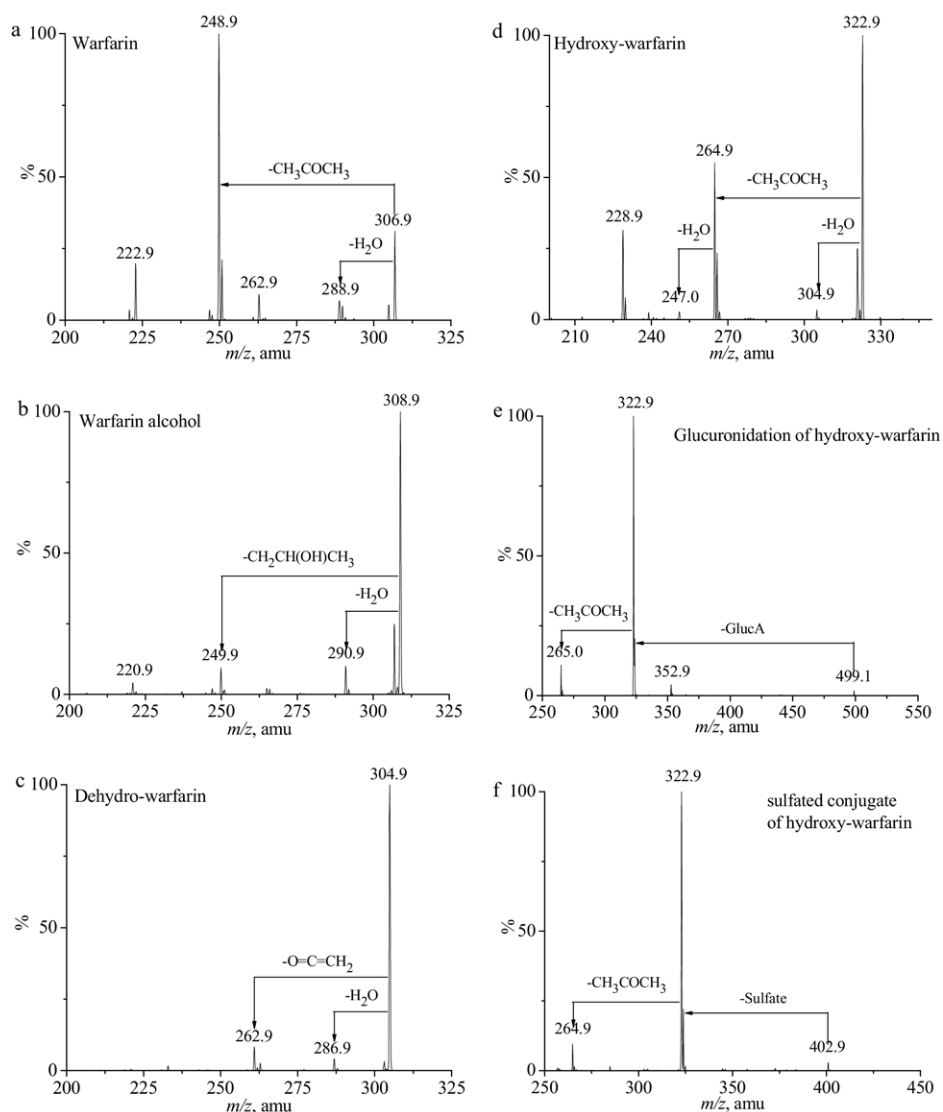 a
Warfarin
248.9
100
-CH3COCH3
306.9
50
%
-H2O
222.9
262.9
288.9
0
200 225 250 275 300 325
m/z, amu
b
Warfarin alcohol
308.9
100
50
%
-CH2CH(OH)CH3
-H2O
249.9
290.9
220.9
0
200 225 250 275 300 325
m/z, amu
c
Dehydro-warfarin
304.9
100
50
%
-O=C=CH2
-H2O
262.9
286.9
0
200 225 250 275 300 325
m/z, amu
d
Hydroxy-warfarin
322.9
100
264.9
-CH3COCH3
50
%
228.9
-H2O
-H2O
247.0
304.9
0
210 240 270 300 330
m/z, amu
e
322.9
100
Glucuronidation of hydroxy-warfarin
50
%
-CH3COCH3
-GlucA
265.0
352.9
499.1
0
250 300 350 400 450 500 550
m/z, amu
f
322.9
100
sulfated conjugate
of hydroxy-warfarin
50
%
-CH3COCH3
-Sulfate
264.9
402.9
0
250 300 350 400 450
m/z, amu